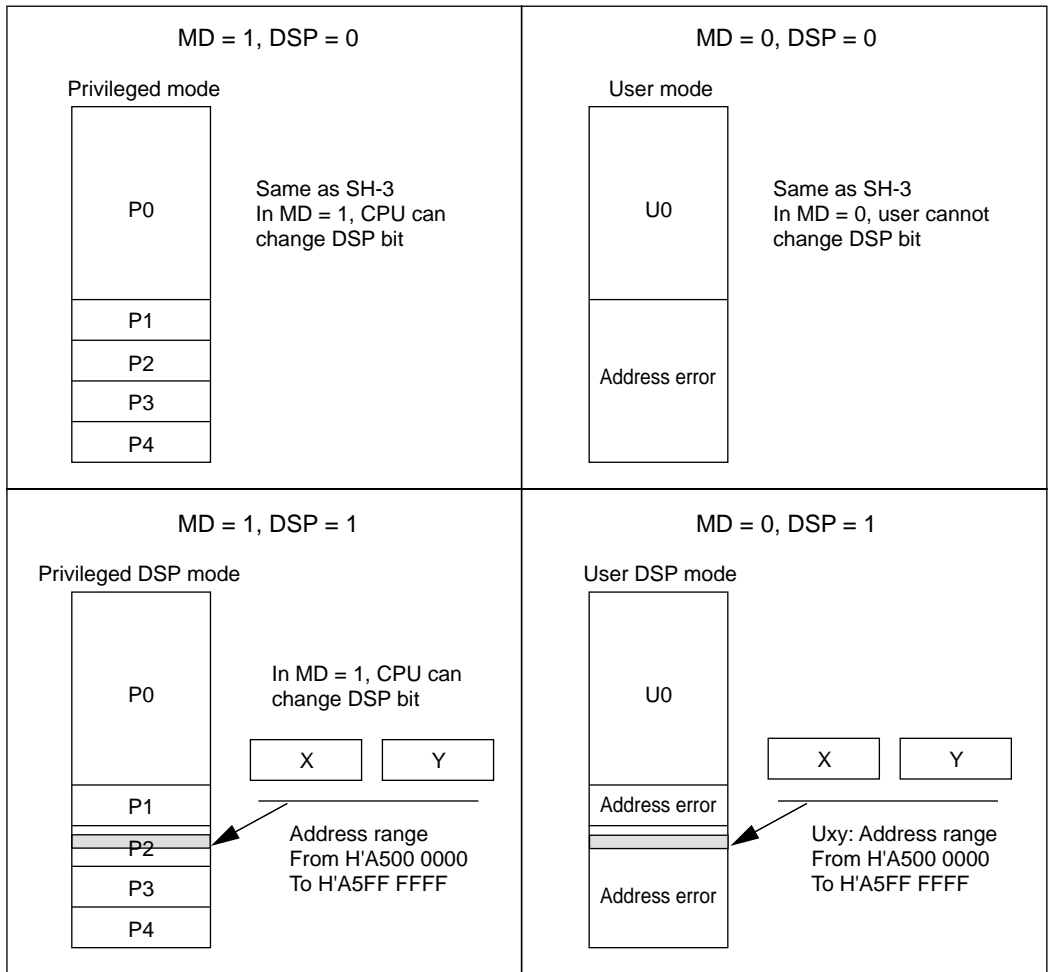 MD = 1, DSP = 0
Privileged mode
P0
Same as SH-3
In MD = 1, CPU can
change DSP bit
P1
P2
P3
P4
MD = 0, DSP = 0
User mode
U0
Same as SH-3
In MD = 0, user cannot
change DSP bit
Address error
MD = 1, DSP = 1
Privileged DSP mode
P0
In MD = 1, CPU can
change DSP bit
X
Y
P1
P2
Address range
From H'A500 0000
To H'A5FF FFFF
P3
P4
MD = 0, DSP = 1
User DSP mode
U0
X
Y
Address error
Uxy: Address range
From H'A500 0000
To H'A5FF FFFF
Address error